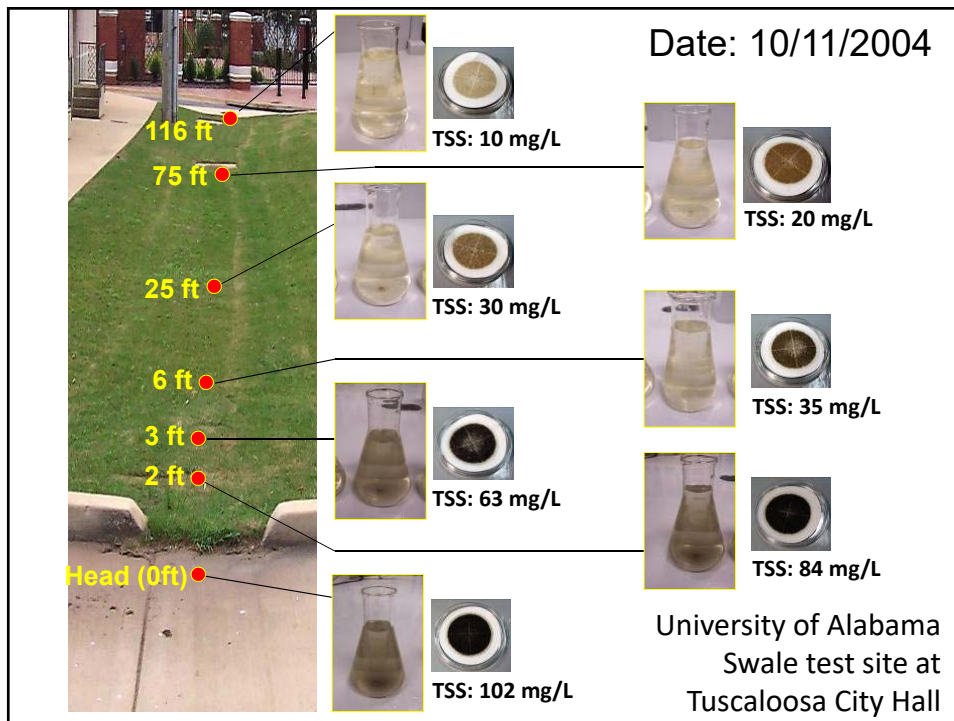 Date: 10/11/2004
116 ft
TSS: 10 mg/L
75 ft
TSS: 20 mg/L
25 ft
TSS: 30 mg/L
6 ft
TSS: 35 mg/L
3 ft
TSS: 63 mg/L
2 ft
TSS: 84 mg/L
Head (0ft)
TSS: 102 mg/L
University of Alabama
Swale test site at
Tuscaloosa City Hall